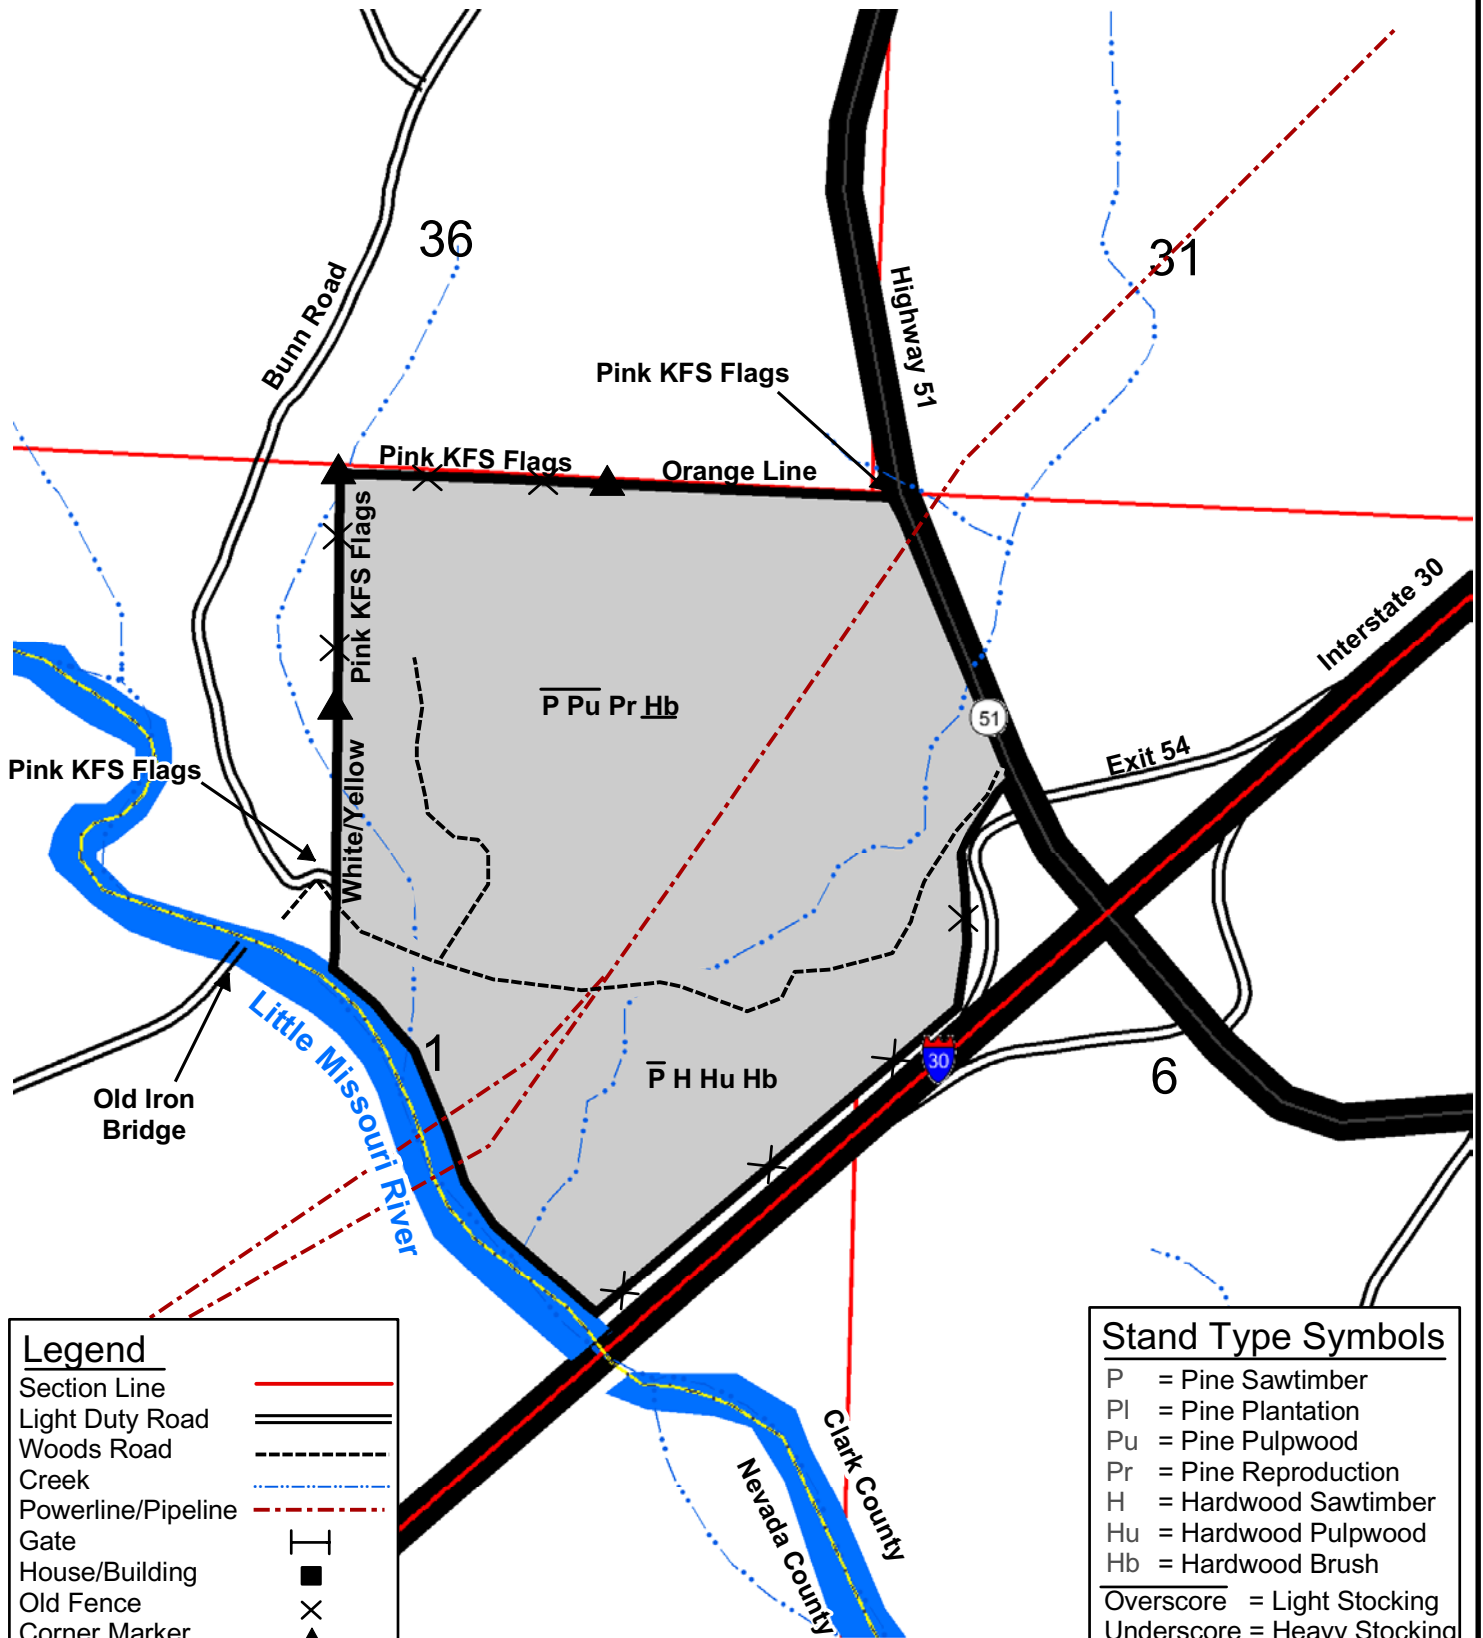 36
31
Bunn Road
Highway 51
Pink KFS Flags
Pink KFS Flags
Orange Line
Pink KFS Flags
Interstate 30
P Pu Pr Hb
51
Exit 54
Pink KFS Flags
White/Yellow
Little Missouri River
1
30
6
P H Hu Hb
Old Iron
Bridge
Clark County
Nevada County
Legend
Section Line
Light Duty Road
Woods Road
Creek
Powerline/Pipeline
Gate
House/Building
Old Fence
Corner Marker
Stand Type Symbols
P = Pine Sawtimber
Pl = Pine Plantation
Pu = Pine Pulpwood
Pr = Pine Reproduction
H = Hardwood Sawtimber
Hu = Hardwood Pulpwood
Hb = Hardwood Brush
Overscore = Light Stocking
Underscore = Heavy Stocking